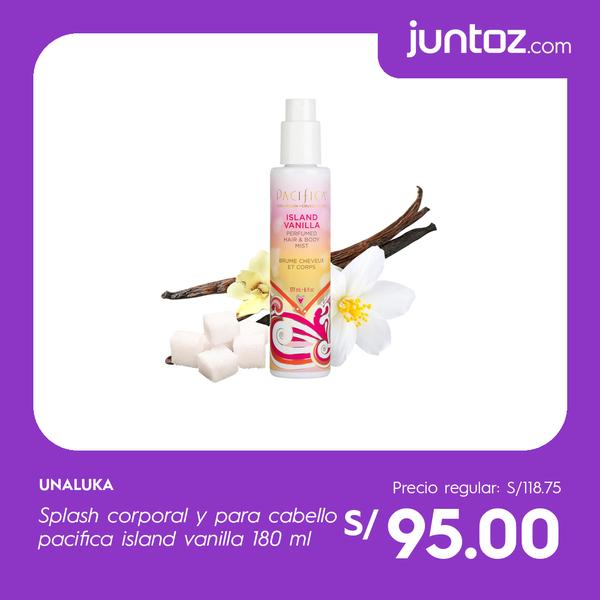 juntoz.com
PACIFICA
ISLAND
VANILLA
PERFUMED
HAIR & BODY
MIST
BRUME CHEVEUX
ET CORPS
UNALUKA
Precio regular: S/118.75
Splash corporal y para cabello
pacifica island vanilla 180 ml
S/ 95.00